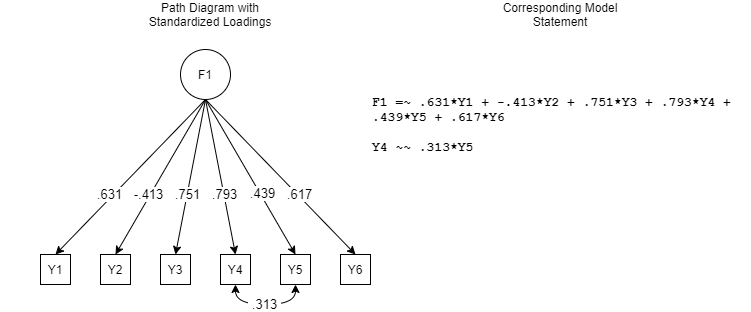 Path Diagram with
Standardized Loadings
Corresponding Model
Statement
F1
F1 =~ .631*Y1 + -.413*Y2 + .751*Y3 + .793*Y4 +
.439*Y5 + .617*Y6
Y4 ~~ .313*Y5
.631 -.413 .751 .793 .439 .617
Y1 Y2 Y3 Y4 Y5 Y6
.313